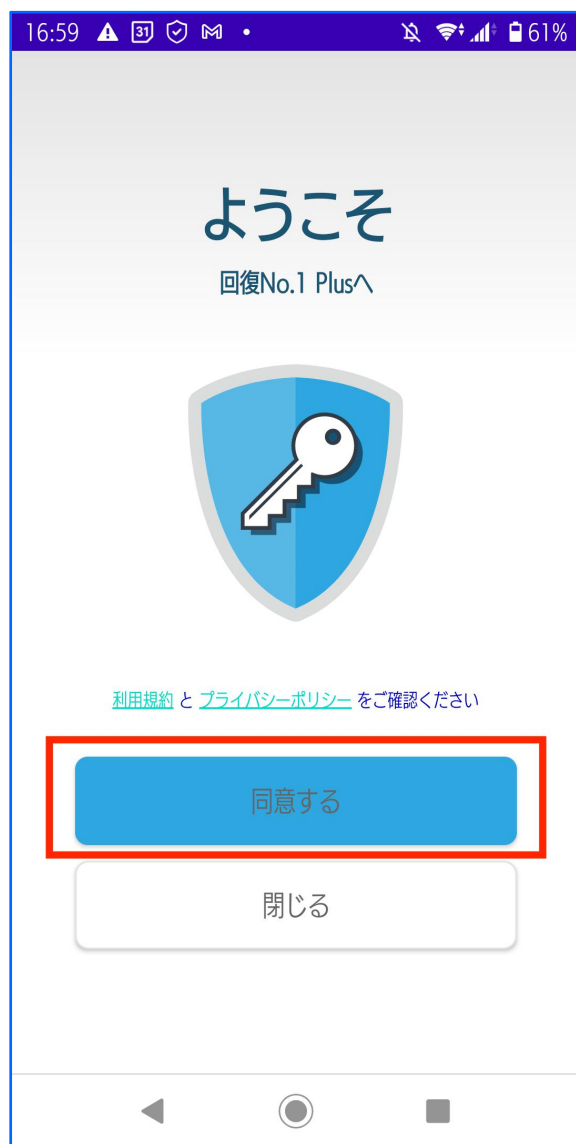 16:59 31 61%
ようこそ
回復No.1 Plusへ
利用規約 と プライバシーポリシー をご確認ください
同意する
閉じる